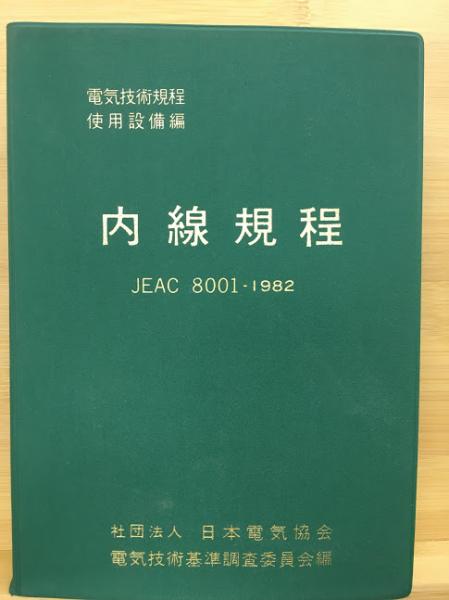 電気技術規程
使用設備編
内線規程
JEAC 8001-1982
社団法人 日本電気協会
電気技術基準調査委員会編